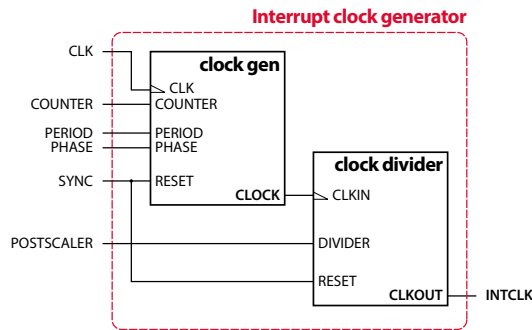 Interrupt clock generator
CLK
clock gen
CLK
COUNTER
COUNTER
PERIOD
PERIOD
PHASE
PHASE
clock divider
SYNC
RESET
CLOCK
CLKIN
POSTSCALER
DIVIDER
RESET
CLKOUT
INTCLK